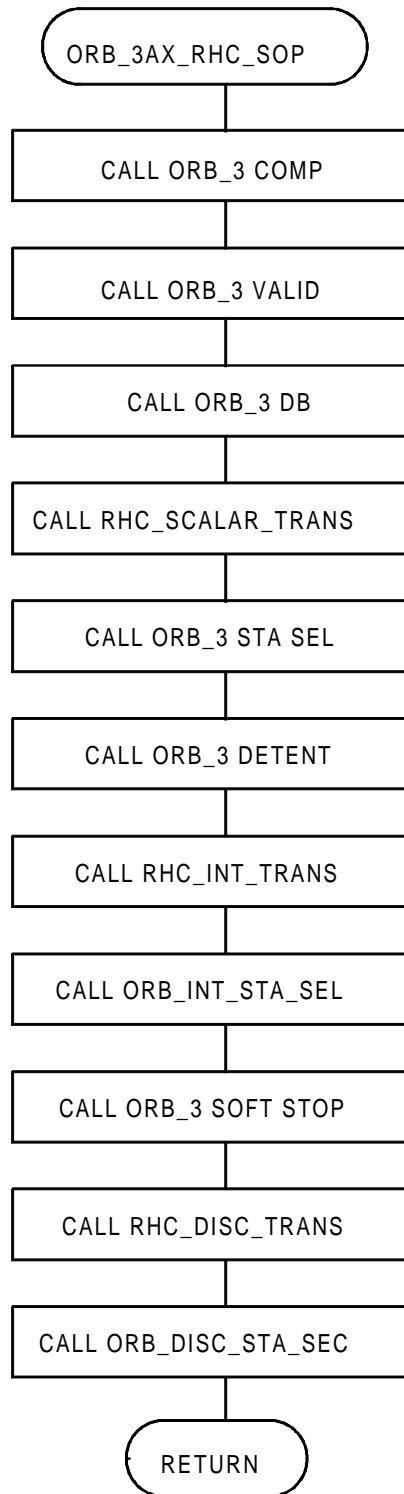 ORB_3AX_RHC_SOP
CALL ORB_3 COMP
CALL ORB_3 VALID
CALL ORB_3 DB
CALL RHC_SCALAR_TRANS
CALL ORB_3 STA SEL
CALL ORB_3 DETENT
CALL RHC_INT_TRANS
CALL ORB_INT_STA_SEL
CALL ORB_3 SOFT STOP
CALL RHC_DISC_TRANS
CALL ORB_DISC_STA_SEC
RETURN